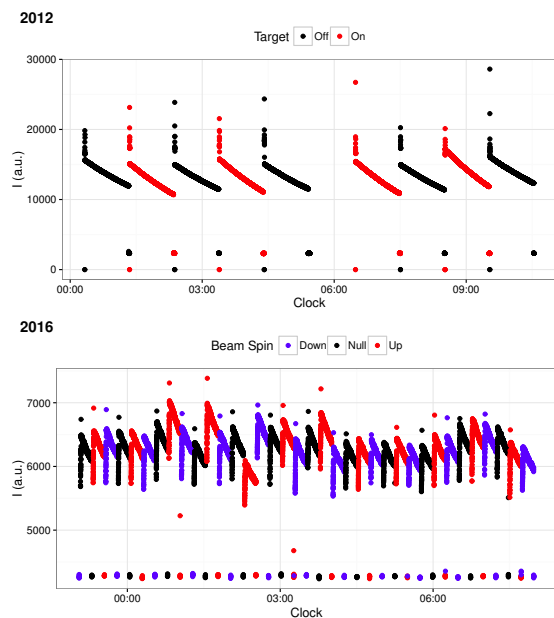 2012
Target Off On
30000
20000
10000
0
I (a.u.)
00:00 03:00 06:00 09:00
Clock
2016
Beam Spin Down Null Up
7000
6000
5000
I (a.u.)
00:00 03:00 06:00
Clock